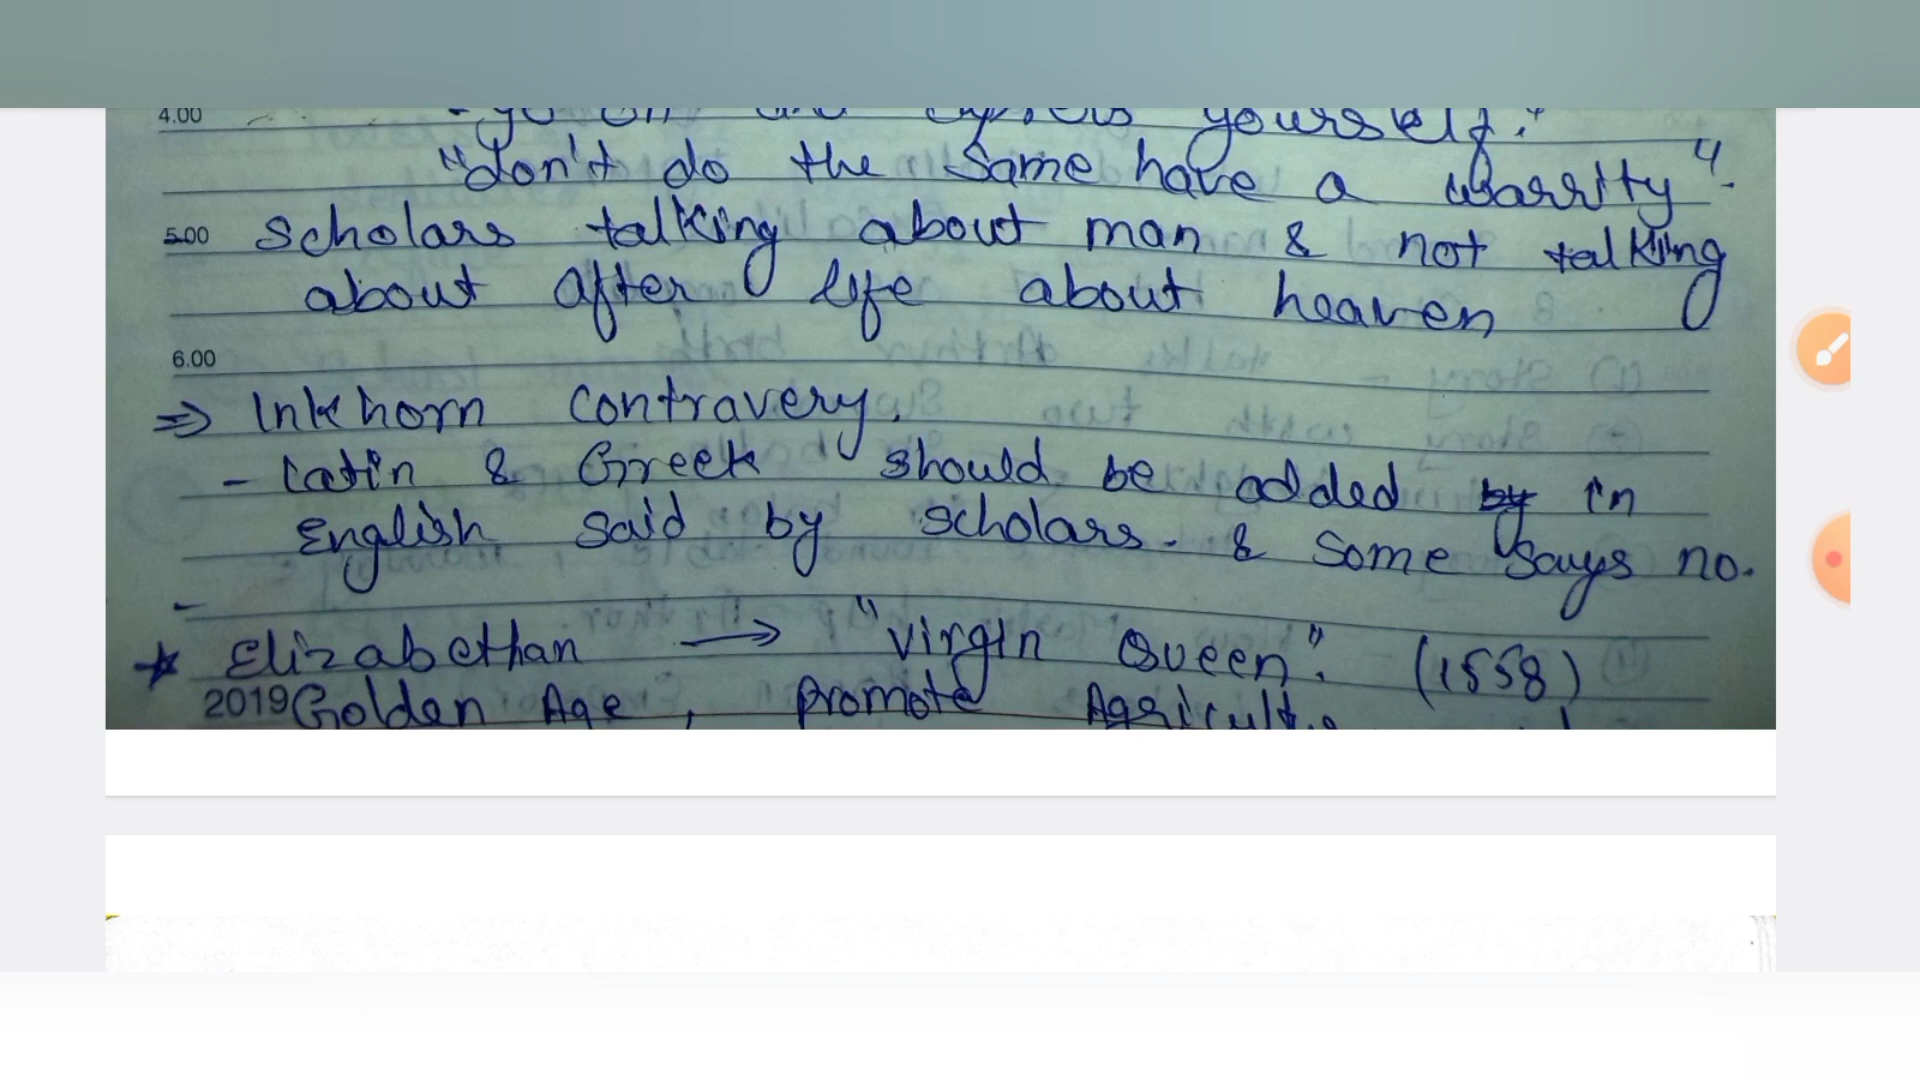 4.00
yourself."
"don't do the same have a warrity".
5.00 scholars talking about man & not talking
about after life about heaven
6.00
⇒ Inkhorn contravery.
- Latin & Greek should be added by in
English said by scholars. & some says no.
-
★ Elizabethan → "Virgin Queen". (1558)
2019 Golden Age, Promote